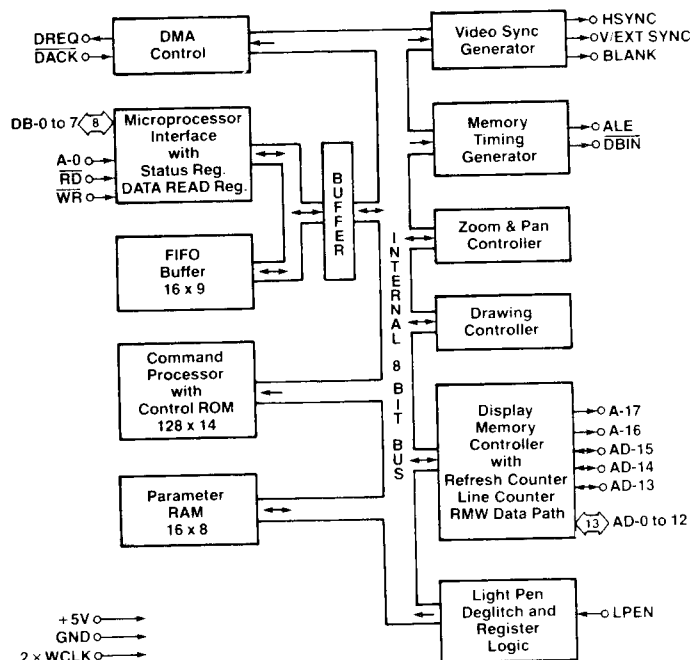 DREQ
DACK
DMA
Control
DB-0 to 7
8
A-0
RD
WR
Microprocessor
Interface
with
Status Reg.
DATA READ Reg.
FIFO
Buffer
16 x 9
BUFFER
Command
Processor
with
Control ROM
128 x 14
Parameter
RAM
16 x 8
+5V
GND
2 × WCLK
INTERNAL 8 BIT BUS
Video Sync
Generator
HSYNC
V/EXT SYNC
BLANK
Memory
Timing
Generator
ALE
DBIN
Zoom & Pan
Controller
Drawing
Controller
Display
Memory
Controller
with
Refresh Counter
Line Counter
RMW Data Path
A-17
A-16
AD-15
AD-14
AD-13
13
AD-0 to 12
Light Pen
Deglitch and
Register
Logic
LPEN